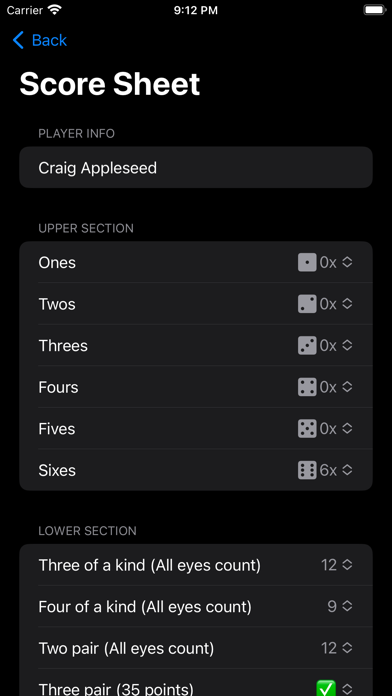 Carrier 9:12 PM
Back
Score Sheet
PLAYER INFO
Craig Appleseed
UPPER SECTION
Ones 0x
Twos 0x
Threes 0x
Fours 0x
Fives 0x
Sixes 6x
LOWER SECTION
Three of a kind (All eyes count) 12
Four of a kind (All eyes count) 9
Two pair (All eyes count) 12
Three pair (35 points)